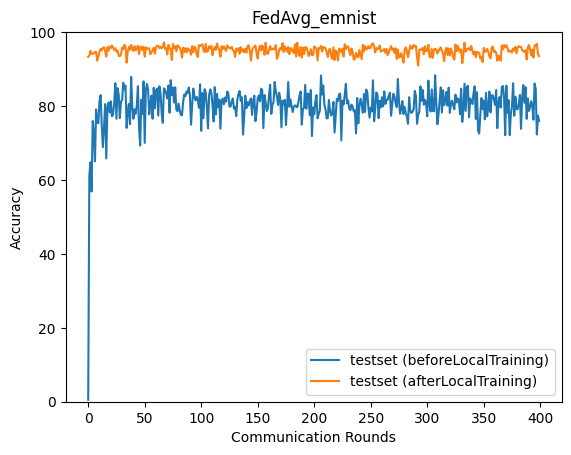 FedAvg_emnist
100
80
60
40
20
0
Accuracy
0 50 100 150 200 250 300 350 400
Communication Rounds
testset (beforeLocalTraining)
testset (afterLocalTraining)